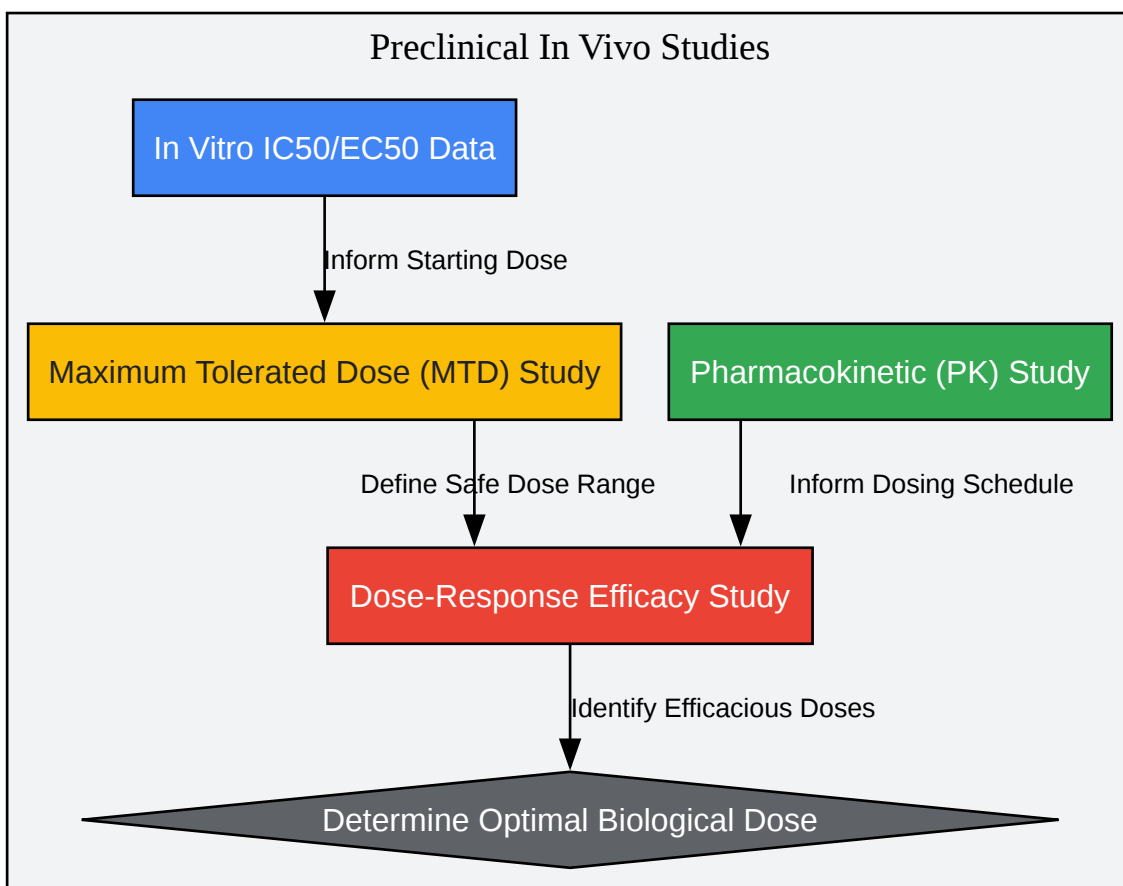 Preclinical In Vivo Studies
In Vitro IC50/EC50 Data
Inform Starting Dose
Maximum Tolerated Dose (MTD) Study
Pharmacokinetic (PK) Study
Define Safe Dose Range
Inform Dosing Schedule
Dose-Response Efficacy Study
Identify Efficacious Doses
Determine Optimal Biological Dose